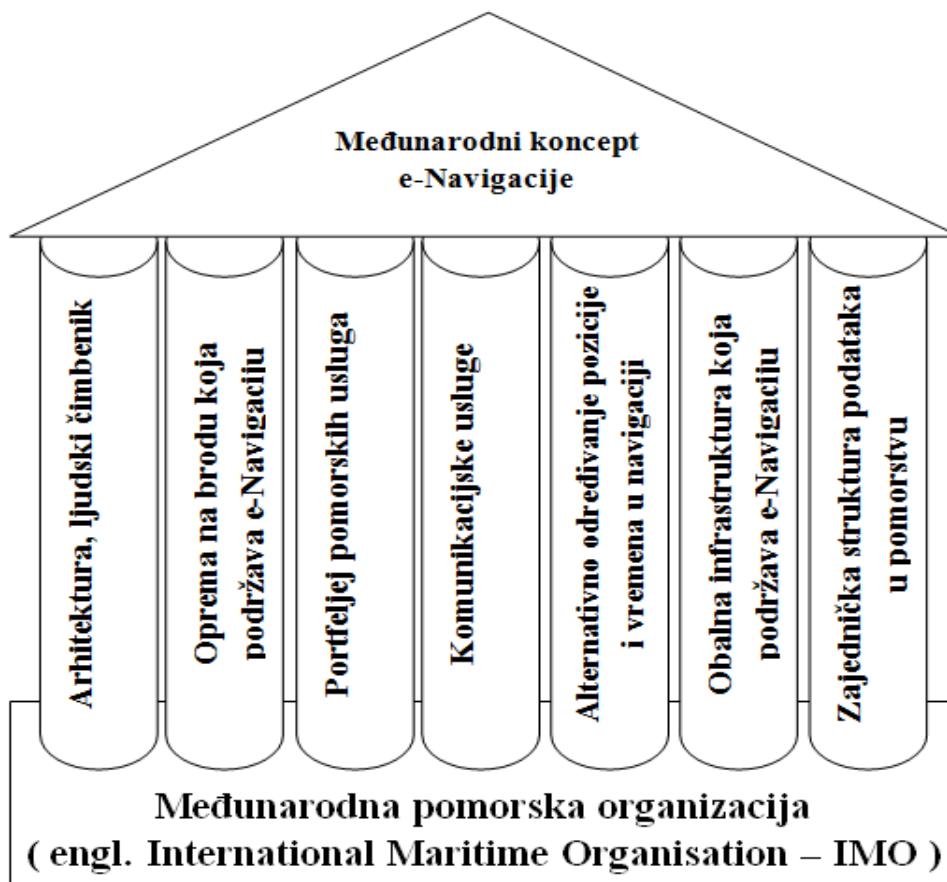 Međunarodni koncept
e-Navigacije
Arhitektura, ljudski čimbenik
Oprema na brodu koja
podržava e-Navigaciju
Portfeljej pomorskih usluga
Komunikacijske usluge
Alternativno određivanje pozicije
i vremena u navigaciji
Obalna infrastruktura koja
podržava e-Navigaciju
Zajednička struktura podataka
u pomorstvu
Međunarodna pomorska organizacija
( engl. International Maritime Organisation – IMO )